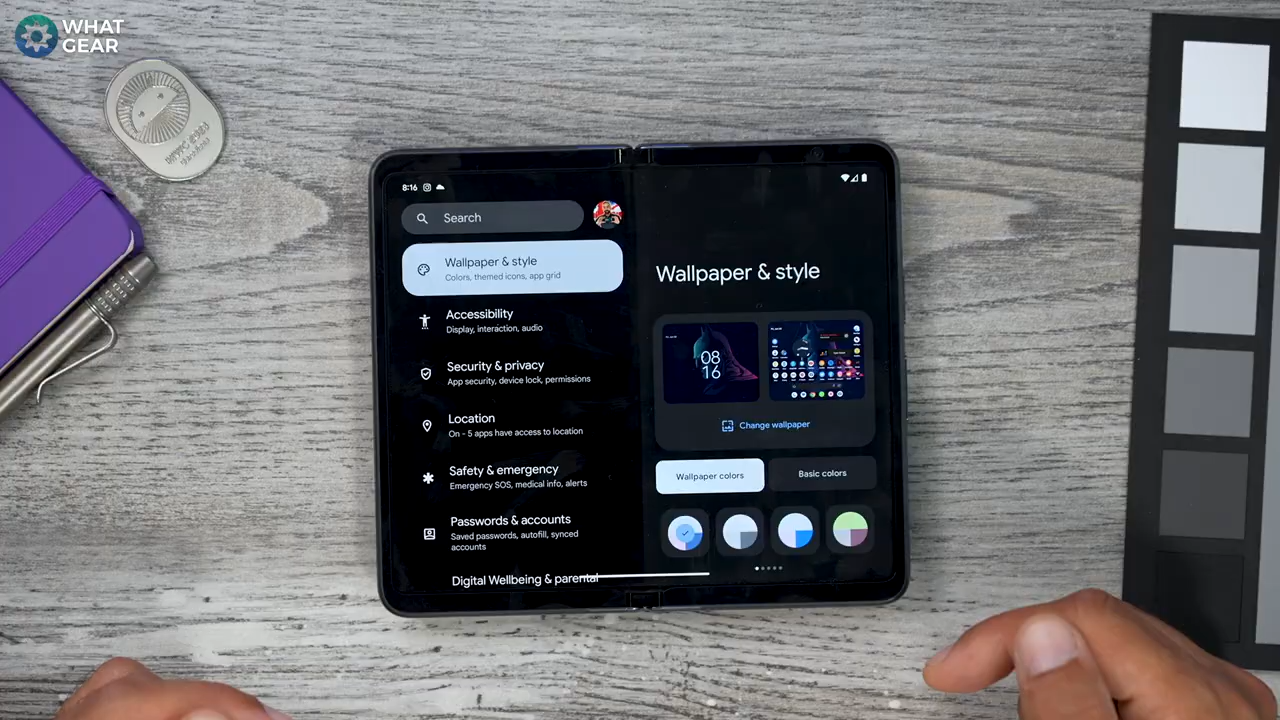 WHAT
GEAR
8:16
Search
Wallpaper & style
Colors, themed icons, app grid
Accessibility
Display, interaction, audio
Security & privacy
App security, device lock, permissions
Location
On - 5 apps have access to location
Safety & emergency
Emergency SOS, medical info, alerts
Passwords & accounts
Saved passwords, autofill, synced
accounts
Digital Wellbeing & parental
Wallpaper & style
08
16
Change wallpaper
Wallpaper colors
Basic colors